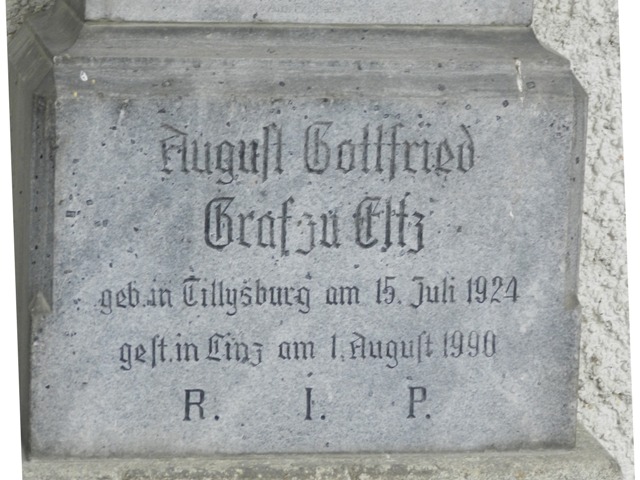 August Gottfried
Graf zu Eltz
geb. in Tillysburg am 15. Juli 1924
gest. in Linz am 1. August 1990
R. I. P.